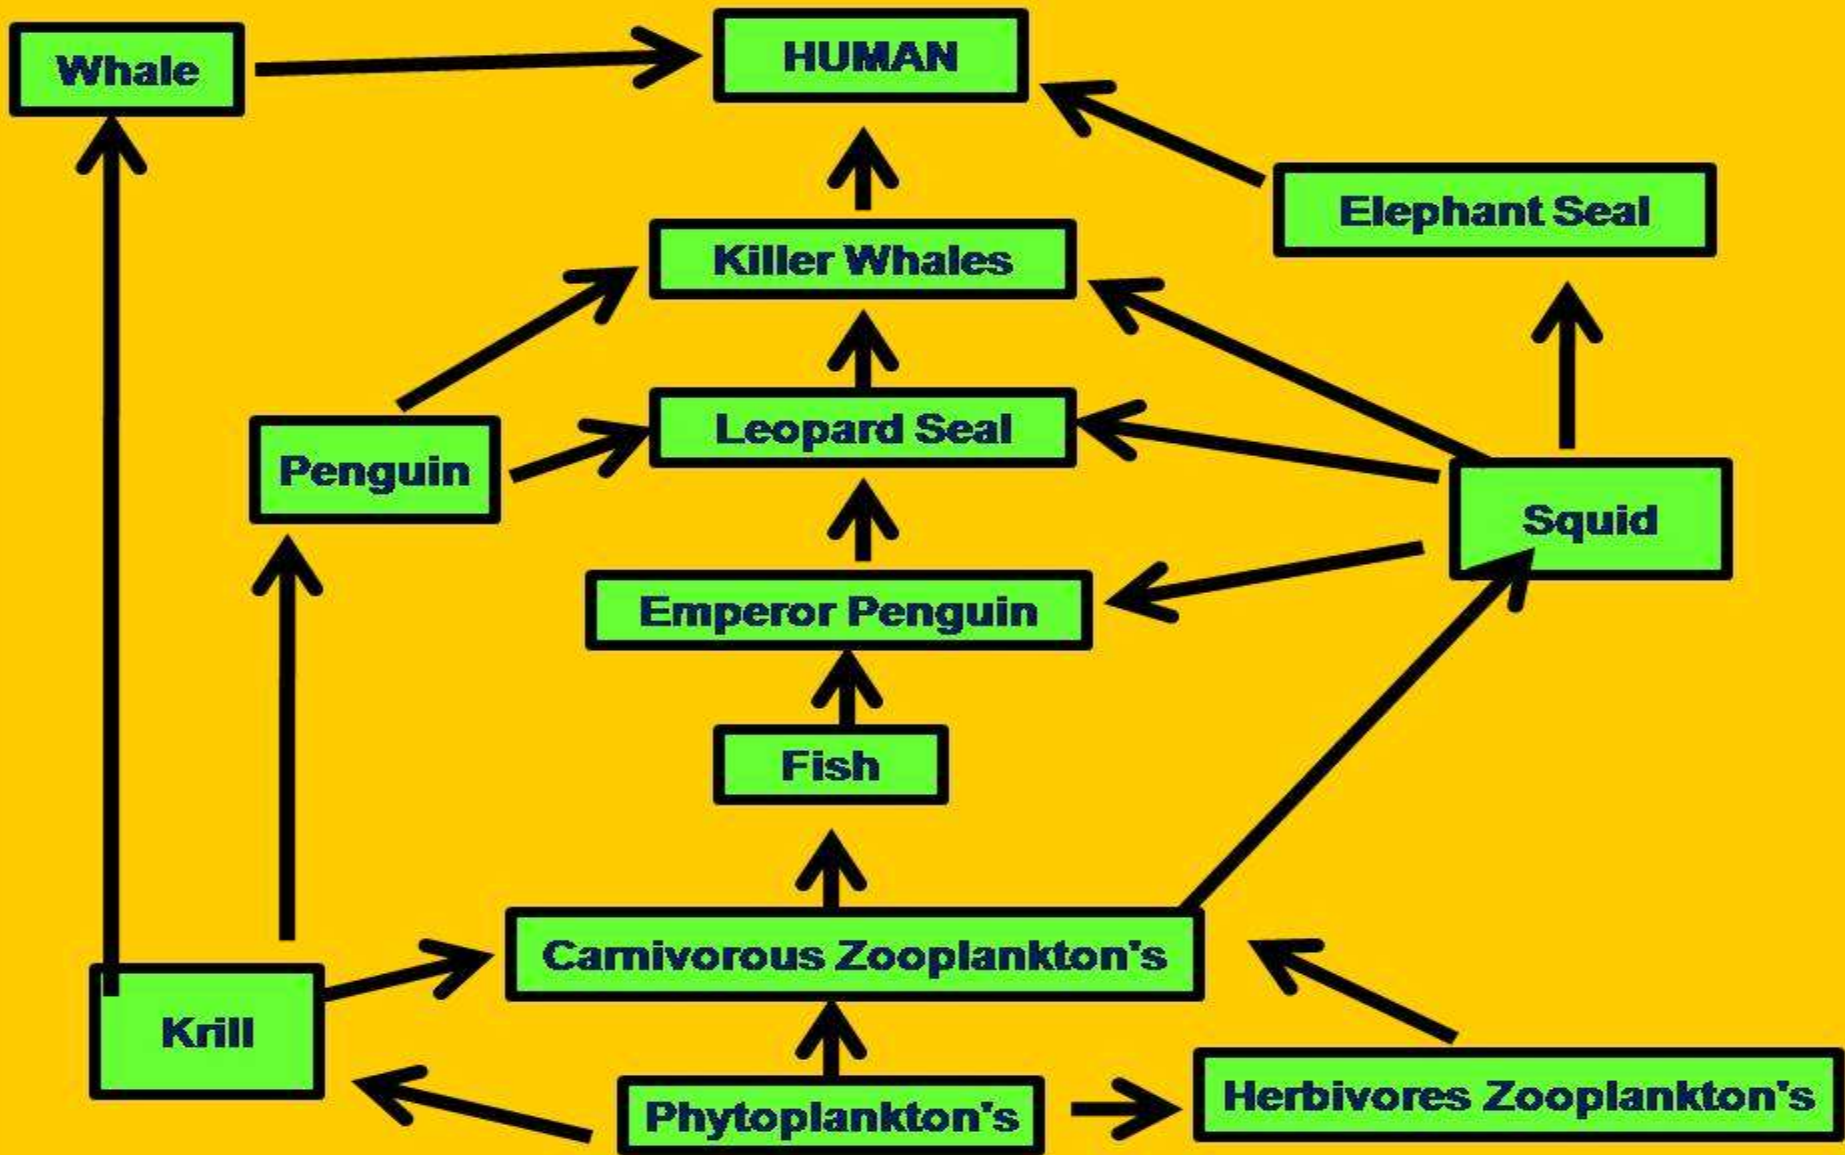 Whale
HUMAN
Elephant Seal
Killer Whales
Leopard Seal
Penguin
Squid
Emperor Penguin
Fish
Carnivorous Zooplankton's
Krill
Phytoplankton's
Herbivores Zooplankton's